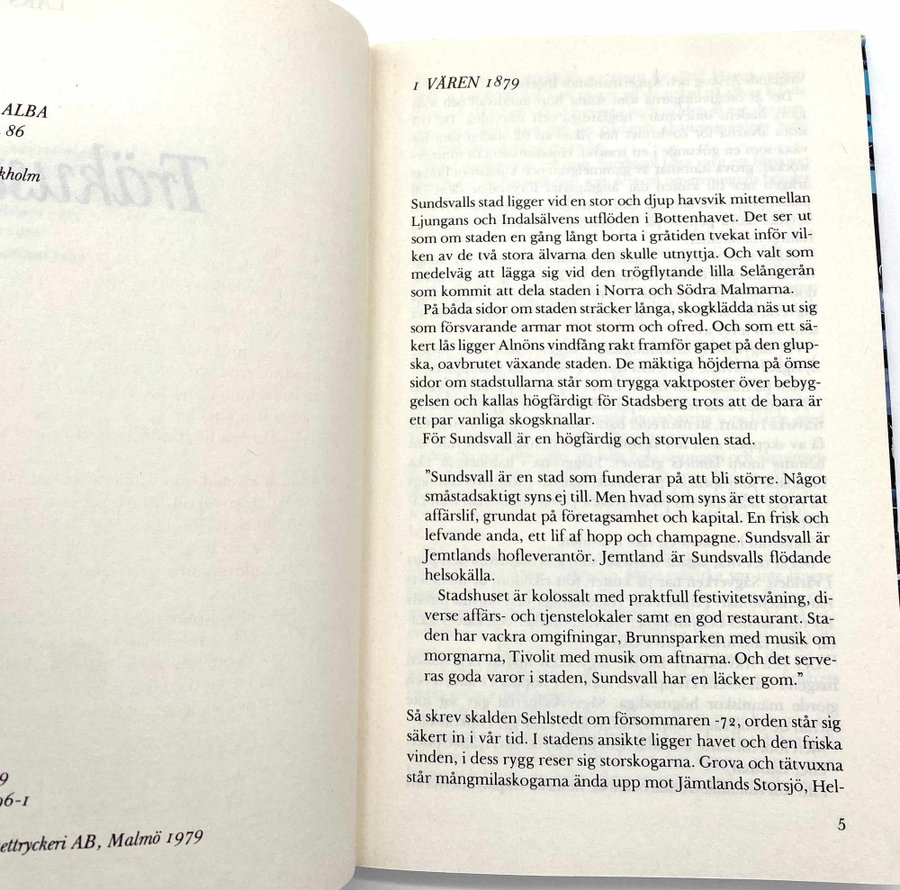 ALBA
86
kholm
9
96-1
ettryckeri AB, Malmö 1979
1 VÅREN 1879
Sundsvalls stad ligger vid en stor och djup havsvik mittemellan
Ljungans och Indalsälvens utflöden i Bottenhavet. Det ser ut
som om staden en gång långt borta i gråtiden tvekat inför vil-
ken av de två stora älvarna den skulle utnyttja. Och valt som
medelväg att lägga sig vid den trögflytande lilla Selångerån
som kommit att dela staden i Norra och Södra Malmarna.
På båda sidor om staden sträcker långa, skogklädda näs ut sig
som försvarande armar mot storm och ofred. Och som ett sä-
kert lås ligger Alnöns vindfång rakt framför gapet på den glup-
ska, oavbrutet växande staden. De mäktiga höjderna på ömse
sidor om stadstullarna står som trygga vaktposter över bebyg-
gelsen och kallas högfärdigt för Stadsberg trots att de bara är
ett par vanliga skogsknallar.
För Sundsvall är en högfärdig och storvulen stad.
”Sundsvall är en stad som funderar på att bli större. Något
småstadsaktigt syns ej till. Men hvad som syns är ett storartat
affärslif, grundat på företagsamhet och kapital. En frisk och
lefvande anda, ett lif af hopp och champagne. Sundsvall är
Jemtlands hofleverantör. Jemtland är Sundsvalls flödande
helsokälla.
Stadshuset är kolossalt med praktfull festivitetsvåning, di-
verse affärs- och tjenstelokaler samt en god restaurant. Sta-
den har vackra omgifningar, Brunnsparken med musik om
morgnarna, Tivolit med musik om aftnarna. Och det serve-
ras goda varor i staden, Sundsvall har en läcker gom.”
Så skrev skalden Sehlstedt om försommaren -72, orden står sig
säkert in i vår tid. I stadens ansikte ligger havet och den friska
vinden, i dess rygg reser sig storskogarna. Grova och tätvuxna
står mångmilaskogarna ända upp mot Jämtlands Storsjö, Hel-
5